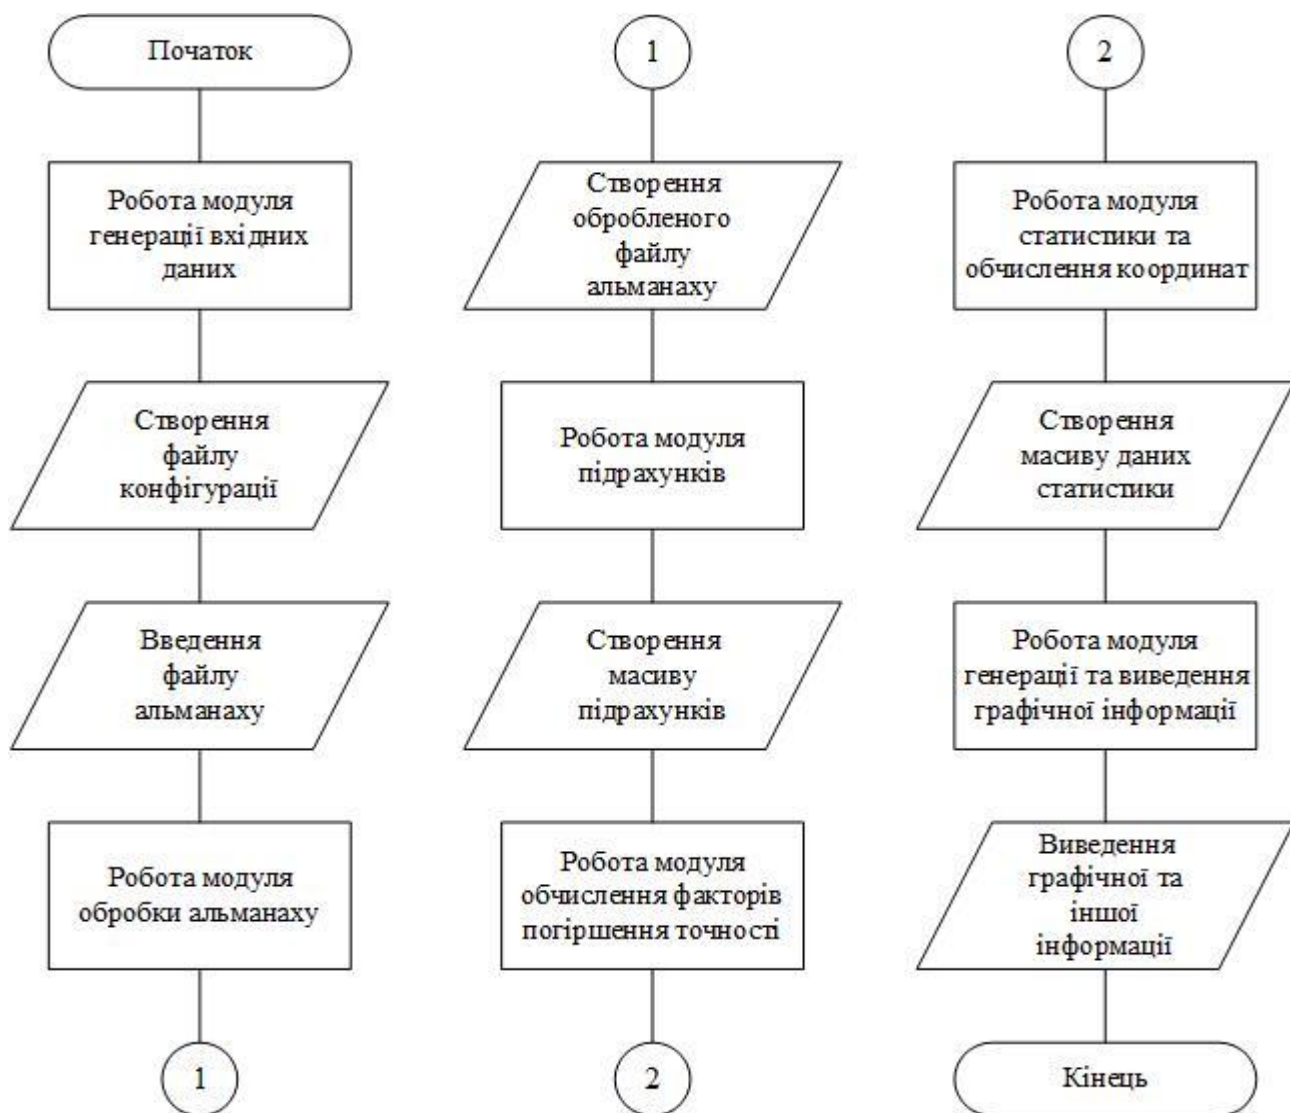 Початок
Робота модуля
генерації вхідних
даних
Створення
файлу
конфігурації
Введення
файлу
альманаху
Робота модуля
обробки альманаху
1
1
Створення
обробленого
файлу
альманаху
Робота модуля
підрахунків
Створення
масиву
підрахунків
Робота модуля
обчислення факторів
погіршення точності
2
2
Робота модуля
статистики та
обчислення координат
Створення
масиву даних
статистики
Робота модуля
генерації та виведення
графічної інформації
Виведення
графічної та
іншої
інформації
Кінець